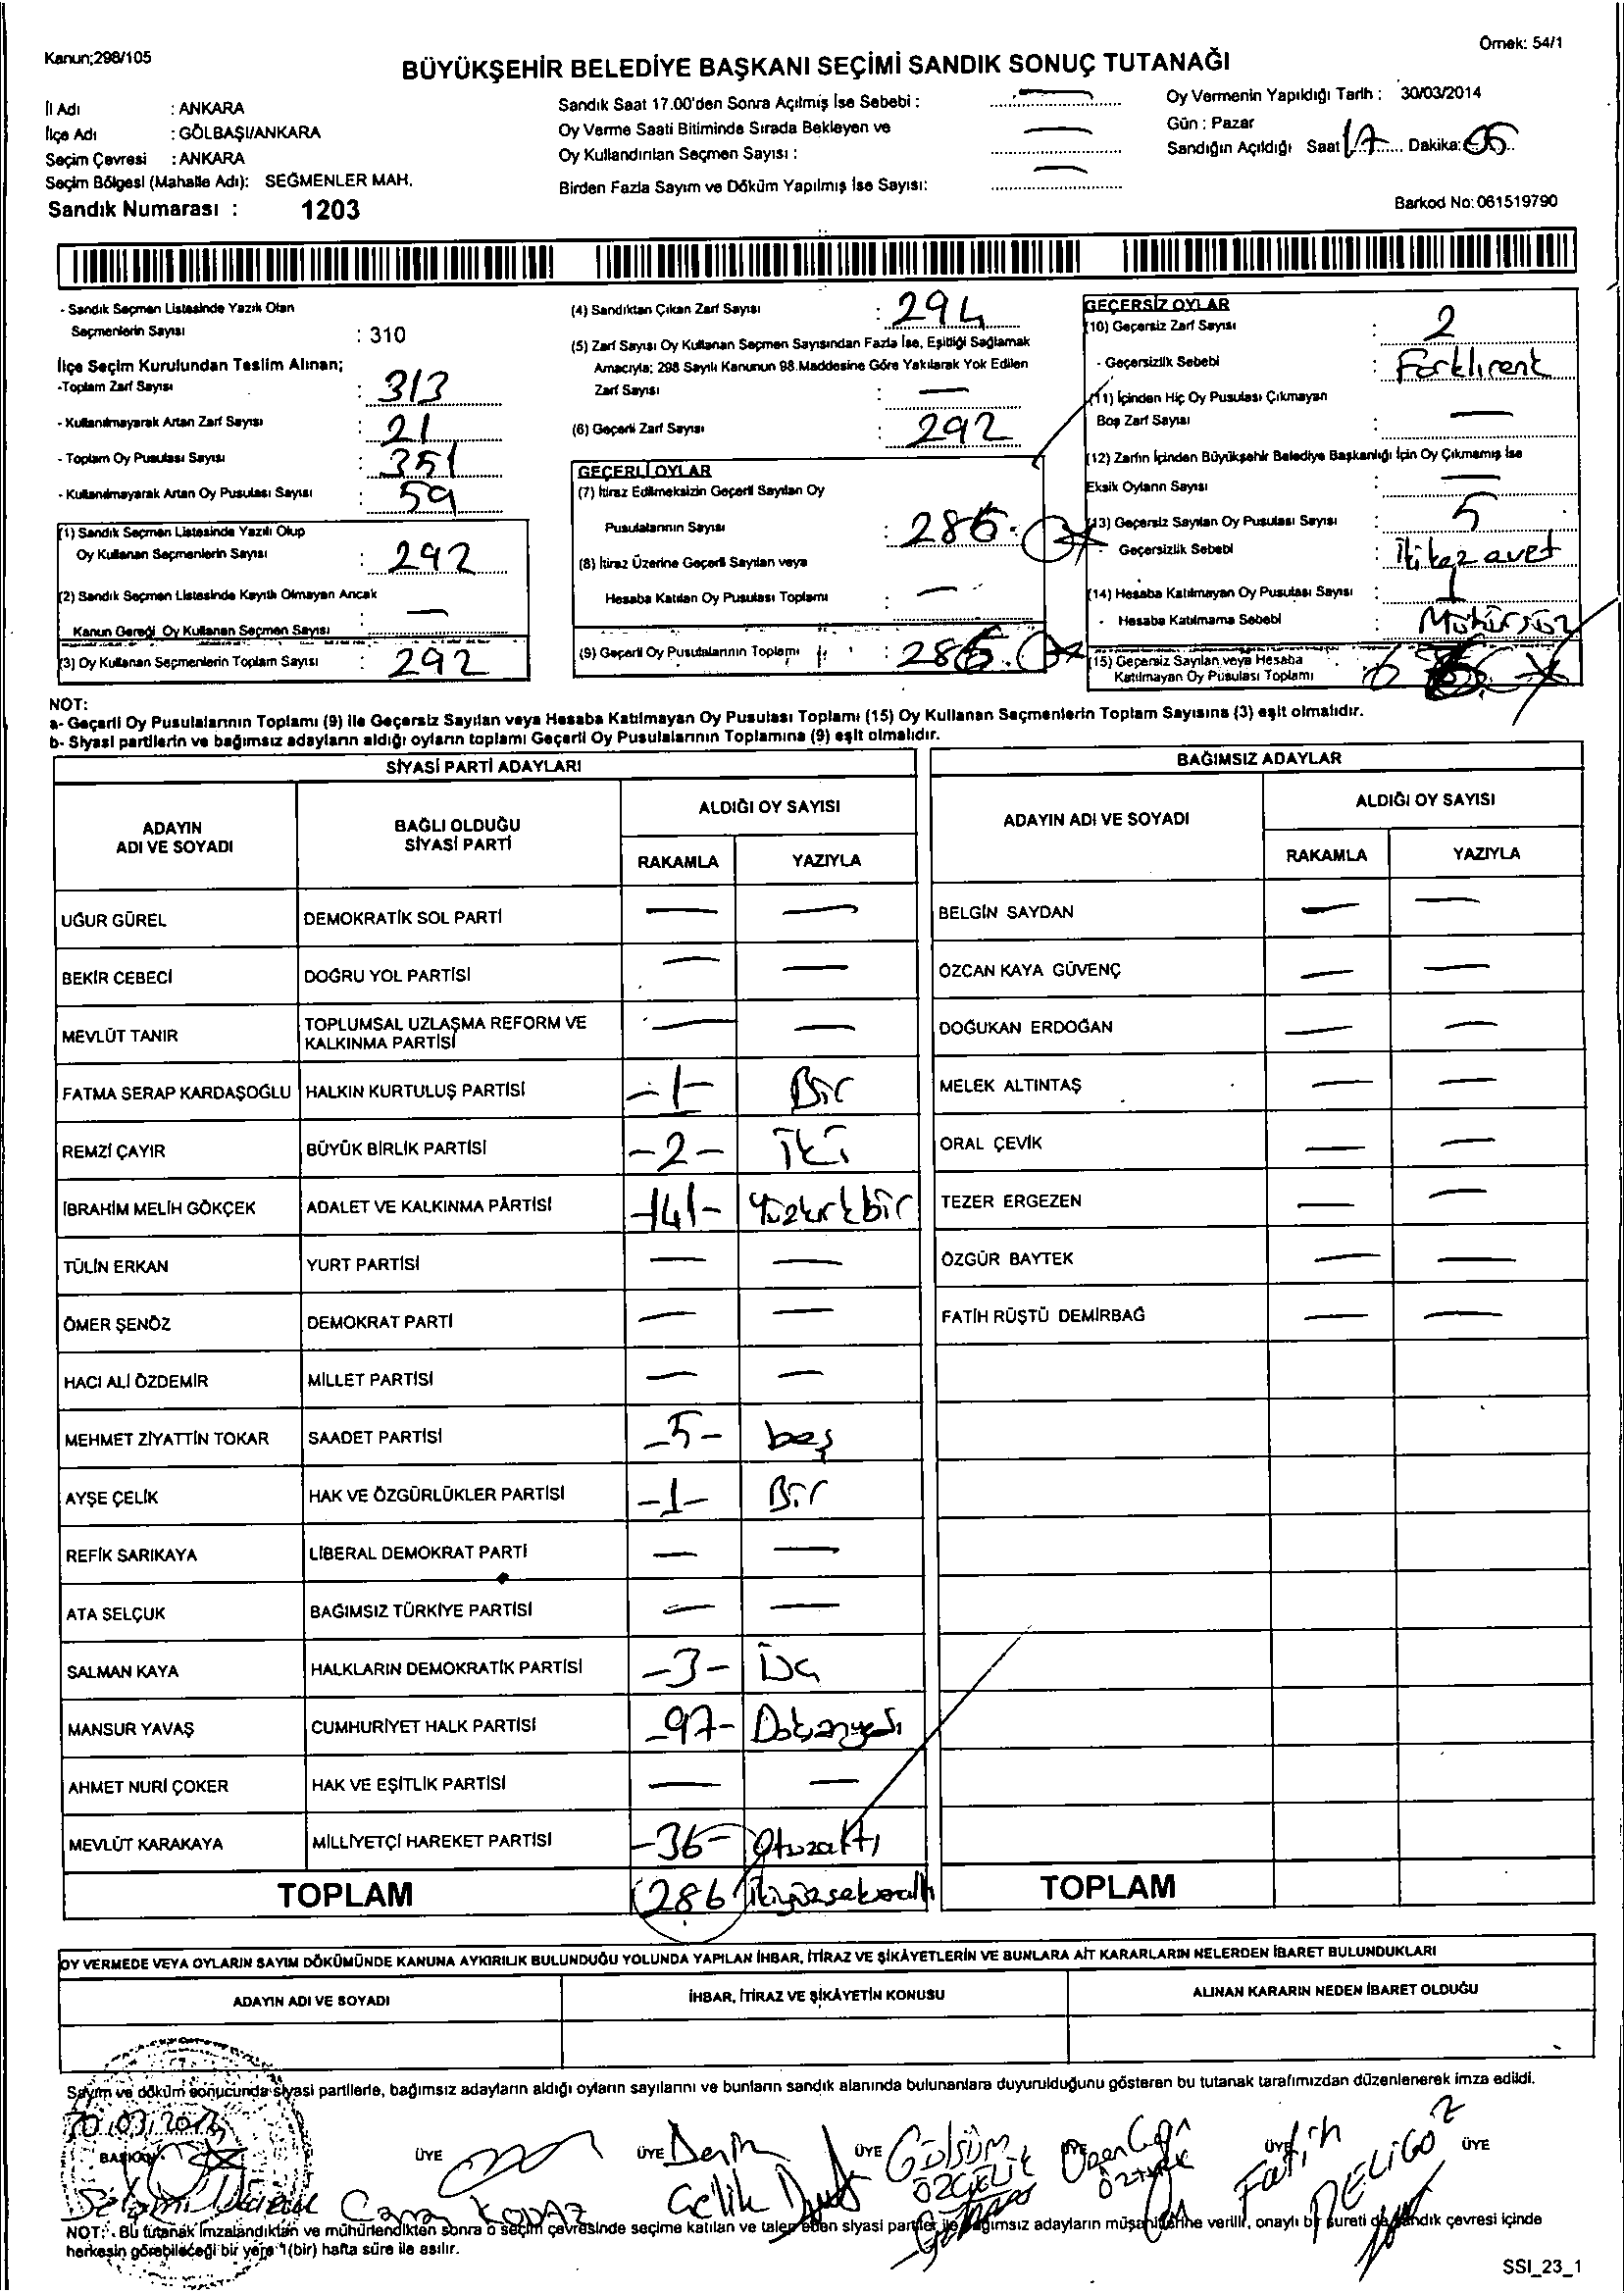 Kanun;298/105
Örnek: 54/1
BÜYÜKŞEHİR BELEDİYE BAŞKANI SEÇİMİ SANDIK SONUÇ TUTANAĞI
İl Adı : ANKARA
İlçe Adı : GÖLBAŞI/ANKARA
Seçim Çevresi : ANKARA
Seçim Bölgesi (Mahalle Adı): SEĞMENLER MAH.
Sandık Numarası : 1203
Sandık Saat 17.00'den Sonra Açılmış İse Sebebi : —
Oy Verme Saati Bitiminde Sırada Bekleyen ve
Oy Kullandırılan Seçmen Sayısı : —
Birden Fazla Sayım ve Döküm Yapılmış İse Sayısı: —
Oy Vermenin Yapıldığı Tarih : 30/03/2014
Gün : Pazar
Sandığın Açıldığı Saat 17 Dakika: 05
Barkod No: 061519790
- Sandık Seçmen Listesinde Yazılı Olan
Seçmenlerin Sayısı : 310
İlçe Seçim Kurulundan Teslim Alınan;
-Toplam Zarf Sayısı : 313
- Kullanılmayarak Artan Zarf Sayısı : 21
- Toplam Oy Pusulası Sayısı : 351
- Kullanılmayarak Artan Oy Pusulası Sayısı : 59
(1) Sandık Seçmen Listesinde Yazılı Olup
Oy Kullanan Seçmenlerin Sayısı : 292
(2) Sandık Seçmen Listesinde Kayıtlı Olmayan Ancak
Kanun Gereği Oy Kullanan Seçmen Sayısı : —
(3) Oy Kullanan Seçmenlerin Toplam Sayısı : 292
(4) Sandıktan Çıkan Zarf Sayısı : 294
(5) Zarf Sayısı Oy Kullanan Seçmen Sayısından Fazla İse, Eşitliği Sağlamak
Amacıyla; 298 Sayılı Kanunun 98.Maddesine Göre Yakılarak Yok Edilen
Zarf Sayısı : —
(6) Geçerli Zarf Sayısı : 292
GEÇERLİ OYLAR
(7) İtiraz Edilmeksizin Geçerli Sayılan Oy
Pusulalarının Sayısı : 286
(8) İtiraz Üzerine Geçerli Sayılan veya
Hesaba Katılan Oy Pusulası Toplamı : —
(9) Geçerli Oy Pusulalarının Toplamı : 286
GEÇERSİZ OYLAR
(10) Geçersiz Zarf Sayısı : 2
- Geçersizlik Sebebi : Farklırenk
(11) İçinden Hiç Oy Pusulası Çıkmayan
Boş Zarf Sayısı : —
(12) Zarfın İçinden Büyükşehir Belediye Başkanlığı İçin Oy Çıkmamış İse
Eksik Oyların Sayısı : —
(13) Geçersiz Sayılan Oy Pusulası Sayısı : 5
- Geçersizlik Sebebi : iki kez avet
(14) Hesaba Katılmayan Oy Pusulası Sayısı : 1
- Hesaba Katılmama Sebebi : Mühürsüz
(15) Geçersiz Sayılan veya Hesaba
Katılmayan Oy Pusulası Toplamı : 6
NOT:
a- Geçerli Oy Pusulalarının Toplamı (9) ile Geçersiz Sayılan veya Hesaba Katılmayan Oy Pusulası Toplamı (15) Oy Kullanan Seçmenlerin Toplam Sayısına (3) eşit olmalıdır.
b- Siyasi partilerin ve bağımsız adayların aldığı oyların toplamı Geçerli Oy Pusulalarının Toplamına (9) eşit olmalıdır.
SİYASİ PARTİ ADAYLARI
ADAYIN ADI VE SOYADI BAĞLI OLDUĞU SİYASİ PARTİ ALDIĞI OY SAYISI
RAKAMLA YAZIYLA
UĞUR GÜREL DEMOKRATİK SOL PARTİ — —
BEKİR CEBECİ DOĞRU YOL PARTİSİ — —
MEVLÜT TANIR TOPLUMSAL UZLAŞMA REFORM VE KALKINMA PARTİSİ — —
FATMA SERAP KARDAŞOĞLU HALKIN KURTULUŞ PARTİSİ -1- Bir
REMZİ ÇAYIR BÜYÜK BİRLİK PARTİSİ -2- İki
İBRAHİM MELİH GÖKÇEK ADALET VE KALKINMA PARTİSİ -141- Yüzkırkbir
TÜLİN ERKAN YURT PARTİSİ — —
ÖMER ŞENÖZ DEMOKRAT PARTİ — —
HACI ALİ ÖZDEMİR MİLLET PARTİSİ — —
MEHMET ZİYATTİN TOKAR SAADET PARTİSİ -5- beş
AYŞE ÇELİK HAK VE ÖZGÜRLÜKLER PARTİSİ -1- Bir
REFİK SARIKAYA LİBERAL DEMOKRAT PARTİ — —
ATA SELÇUK BAĞIMSIZ TÜRKİYE PARTİSİ — —
SALMAN KAYA HALKLARIN DEMOKRATİK PARTİSİ -3- Üç
MANSUR YAVAŞ CUMHURİYET HALK PARTİSİ -97- Doksanyedi
AHMET NURİ ÇOKER HAK VE EŞİTLİK PARTİSİ — —
MEVLÜT KARAKAYA MİLLİYETÇİ HAREKET PARTİSİ -36- Otuzaltı
TOPLAM 286 ikiyüzseksenaltı
BAĞIMSIZ ADAYLAR
ADAYIN ADI VE SOYADI ALDIĞI OY SAYISI
RAKAMLA YAZIYLA
BELGİN SAYDAN — —
ÖZCAN KAYA GÜVENÇ — —
DOĞUKAN ERDOĞAN — —
MELEK ALTINTAŞ — —
ORAL ÇEVİK — —
TEZER ERGEZEN — —
ÖZGÜR BAYTEK — —
FATİH RÜŞTÜ DEMİRBAĞ — —
TOPLAM
OY VERMEDE VEYA OYLARIN SAYIM DÖKÜMÜNDE KANUNA AYKIRILIK BULUNDUĞU YOLUNDA YAPILAN İHBAR, İTİRAZ VE ŞİKÂYETLERİN VE BUNLARA AİT KARARLARIN NELERDEN İBARET BULUNDUKLARI
ADAYIN ADI VE SOYADI İHBAR, İTİRAZ VE ŞİKÂYETİN KONUSU ALINAN KARARIN NEDEN İBARET OLDUĞU
Sayım ve döküm sonucunda siyasi partilerle, bağımsız adayların aldığı oyların sayılarını ve bunların sandık alanında bulunanlara duyurulduğunu gösteren bu tutanak tarafımızdan düzenlenerek imza edildi.
30.03.2014
BAŞKAN ÜYE ÜYE Derin Çelik ÜYE Gülsüm ÖZÇELİK ÖZTÜRK ÜYE Fatih DELİGÖZ ÜYE
NOT: Bu tutanak imzalandıktan ve mühürlendikten sonra o seçim çevresinde seçime katılan ve talep eden siyasi partiler ile bağımsız adayların müşahitlerine verilir, onaylı bir sureti de sandık çevresi içinde
herkesin görebileceği bir yere 1(bir) hafta süre ile asılır.
SSI_23_1